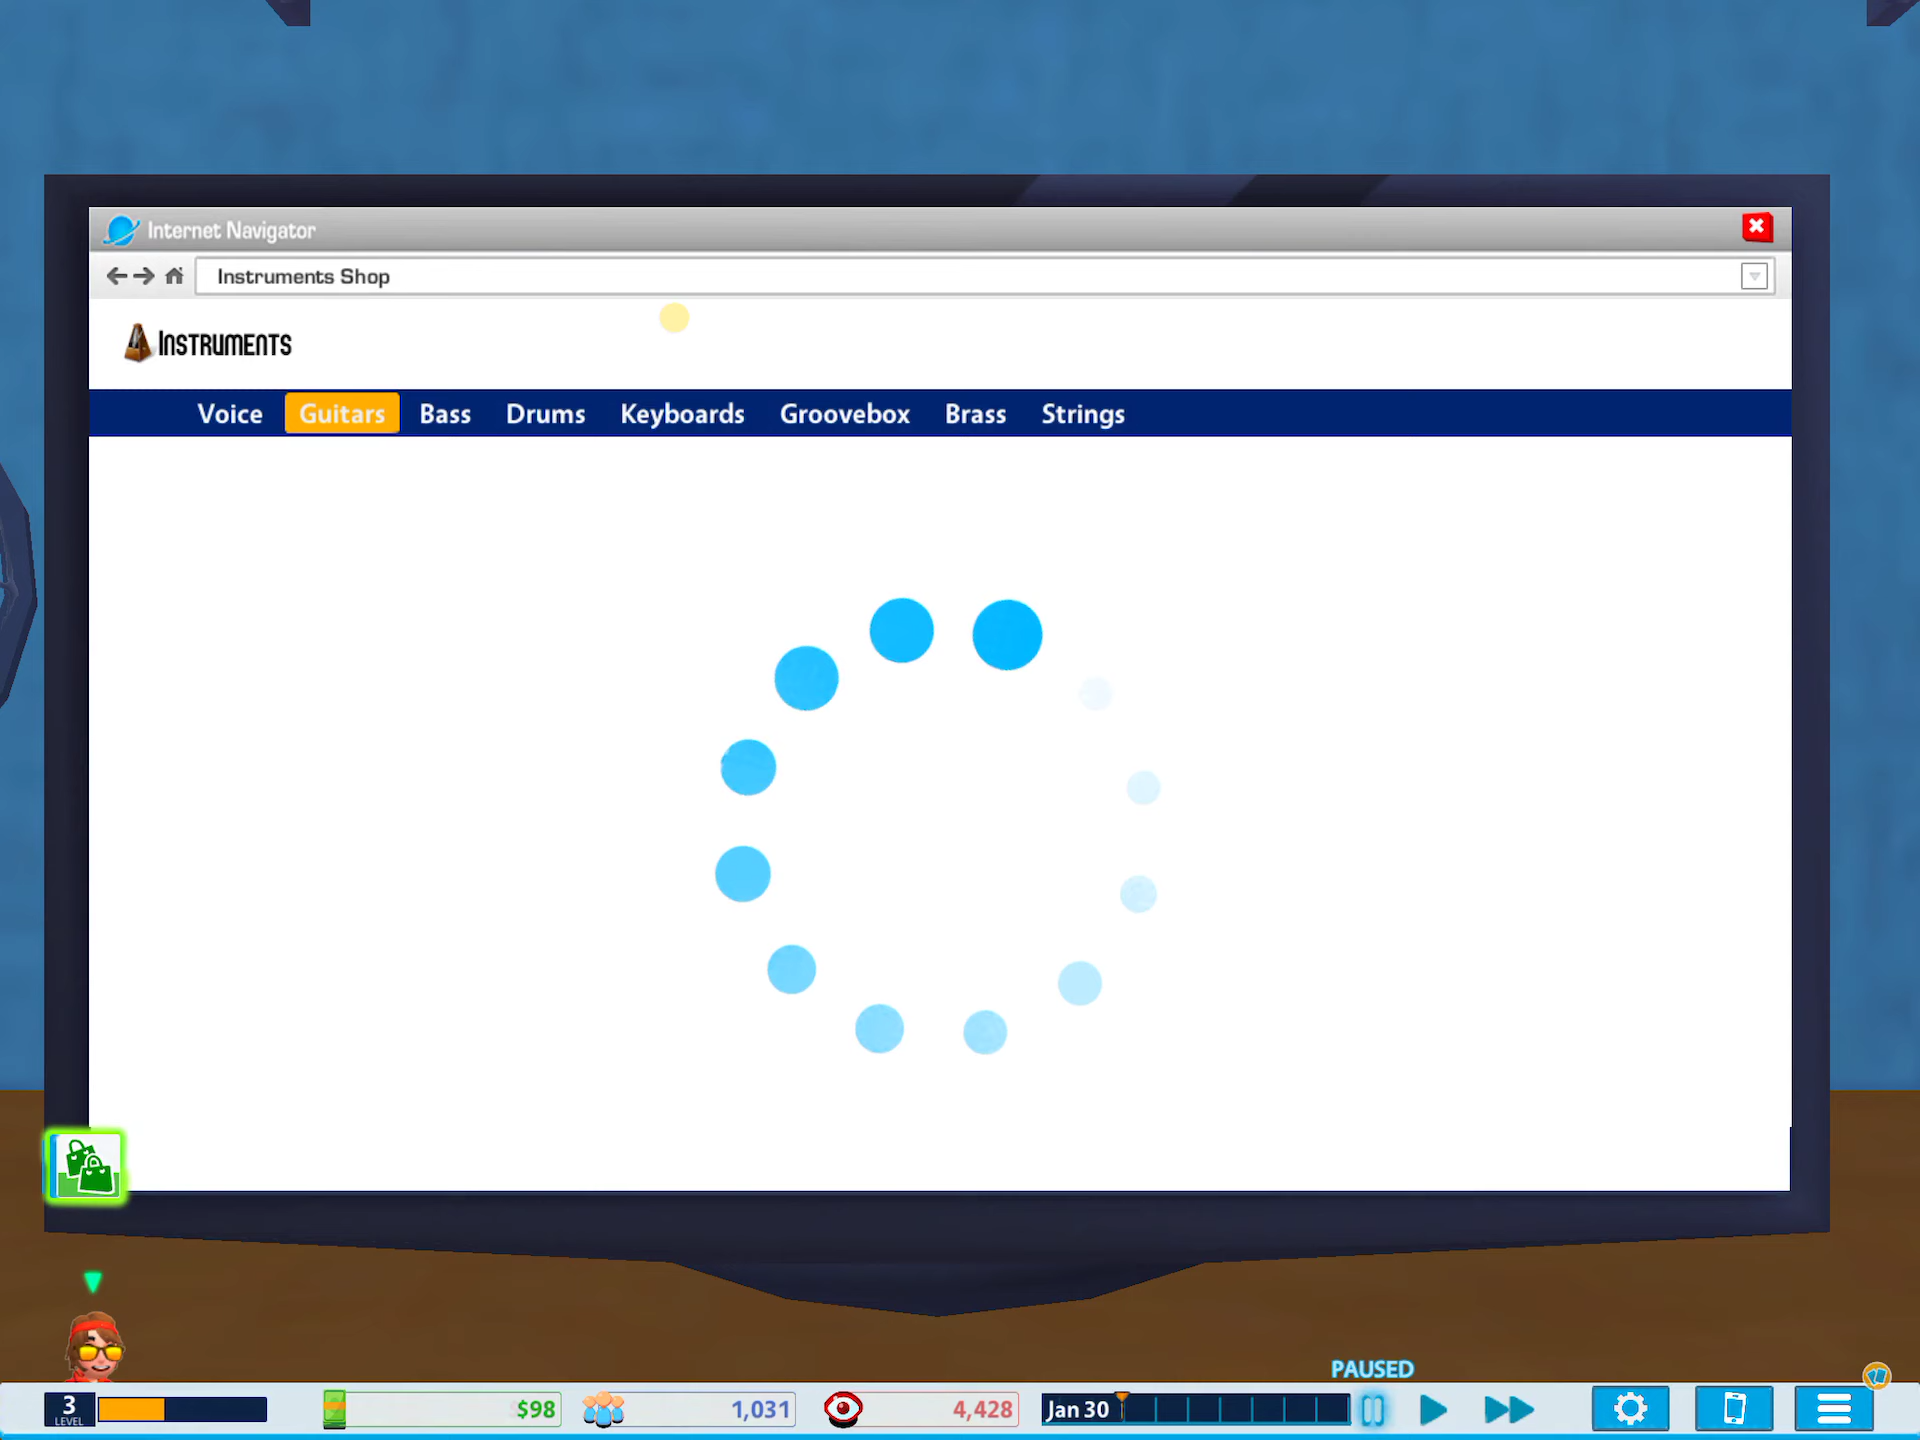 Internet Navigator
Instruments Shop
INSTRUMENTS
Voice Guitars Bass Drums Keyboards Groovebox Brass Strings
PAUSED
3 LEVEL $98 1,031 4,428 Jan 30